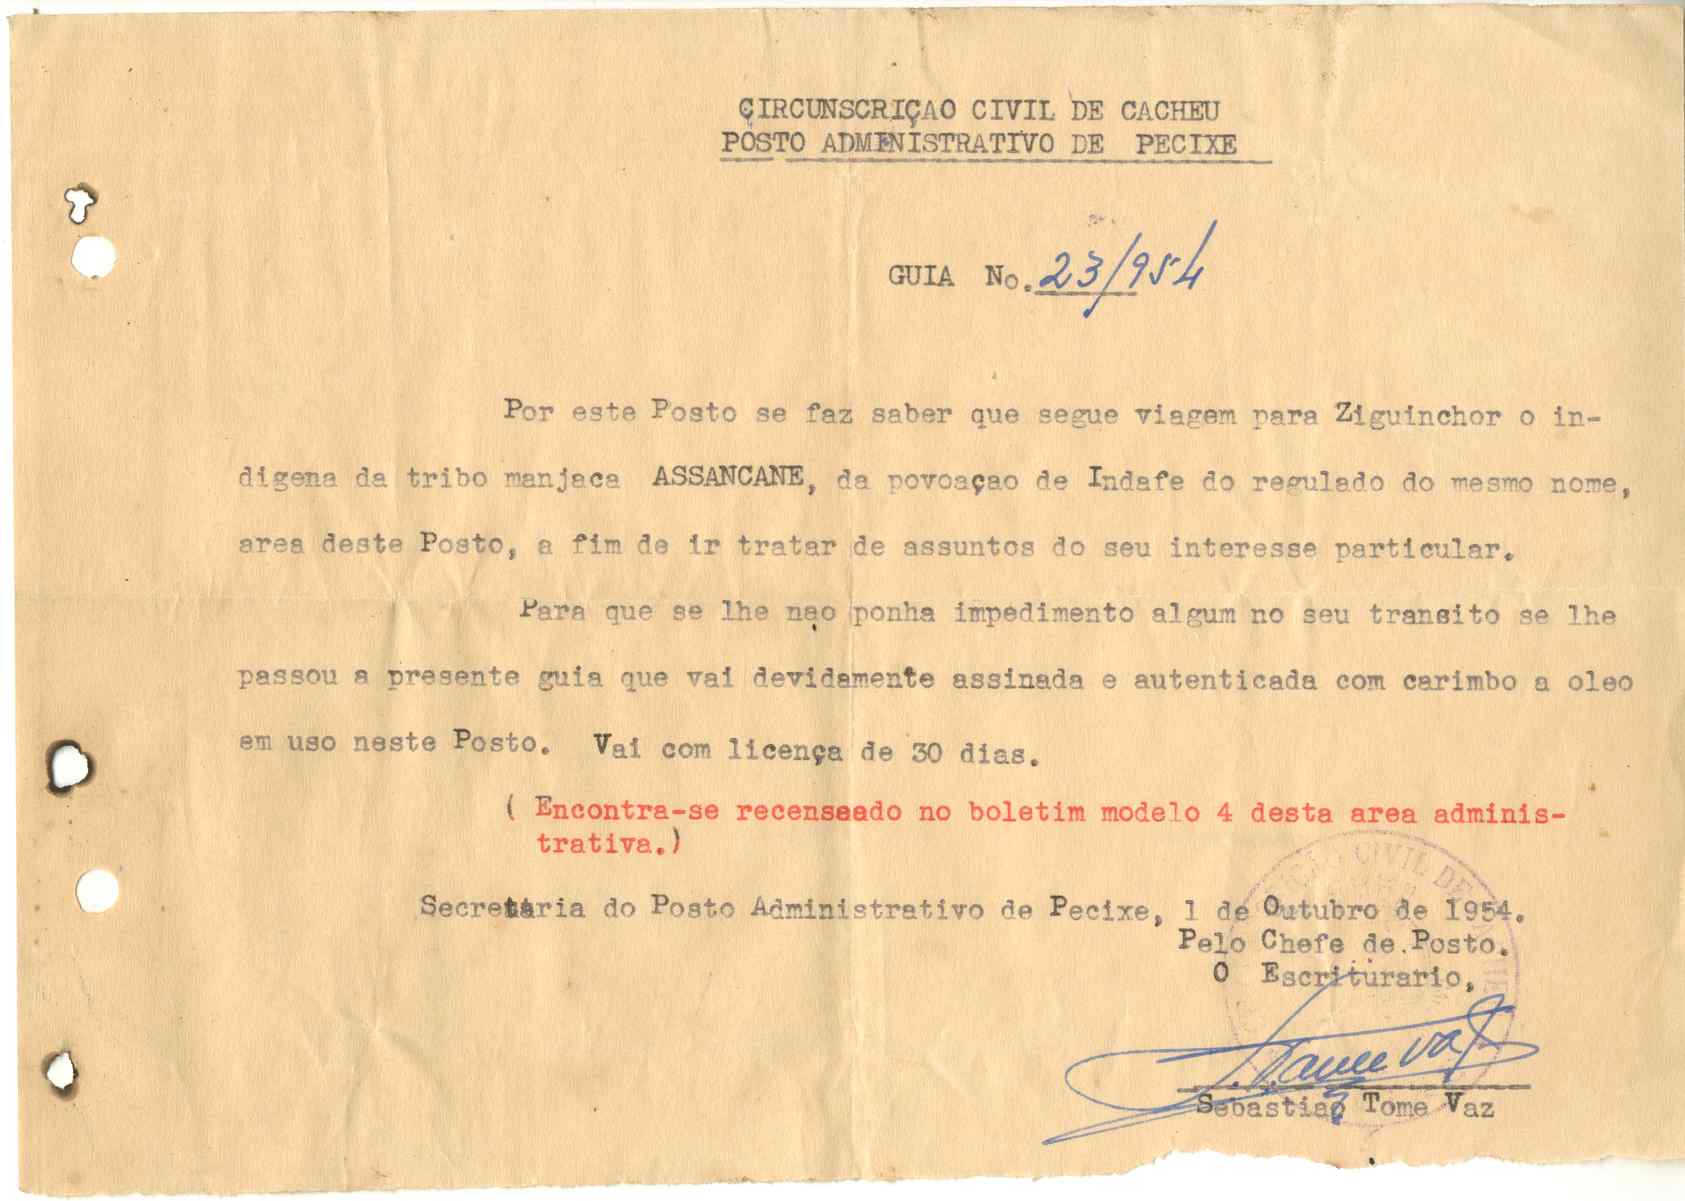 CIRCUNSCRIÇAO CIVIL DE CACHEU
POSTO ADMINISTRATIVO DE PECIXE
GUIA No. 23/954
Por este Posto se faz saber que segue viagem para Ziguinchor o in-
digena da tribo manjaca ASSANCANE, da povoaçao de Indafe do regulado do mesmo nome,
area deste Posto, a fim de ir tratar de assuntos do seu interesse particular.
Para que se lhe nao ponha impedimento algum no seu transito se lhe
passou a presente guia que vai devidamente assinada e autenticada com carimbo a oleo
em uso neste Posto. Vai com licença de 30 dias.
( Encontra-se recenseado no boletim modelo 4 desta area adminis-
trativa.)
Secretaria do Posto Administrativo de Pecixe, 1 de Outubro de 1954.
Pelo Chefe de Posto.
O Escriturario,
S. Tome Vaz
Sebastiao Tome Vaz
CIVIL DE